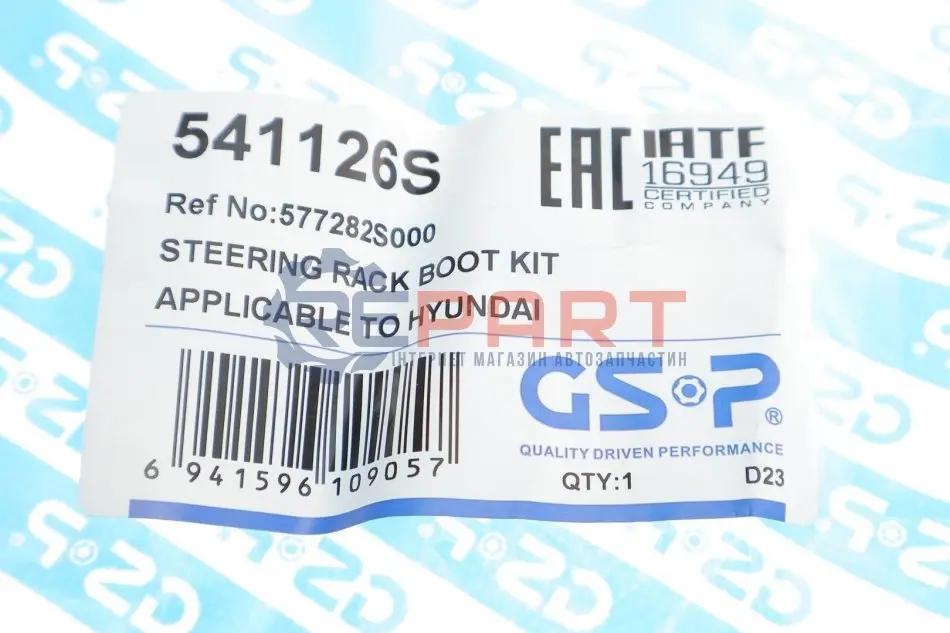 541126S
EAC
IATF
16949
CERTIFIED
COMPANY
Ref No:577282S000
STEERING RACK BOOT KIT
APPLICABLE TO HYUNDAI
REPART
ІНТЕРНЕТ МАГАЗИН АВТОЗАПЧАСТИН
GSP®
QUALITY DRIVEN PERFORMANCE
6 941596 109057
QTY:1
D23